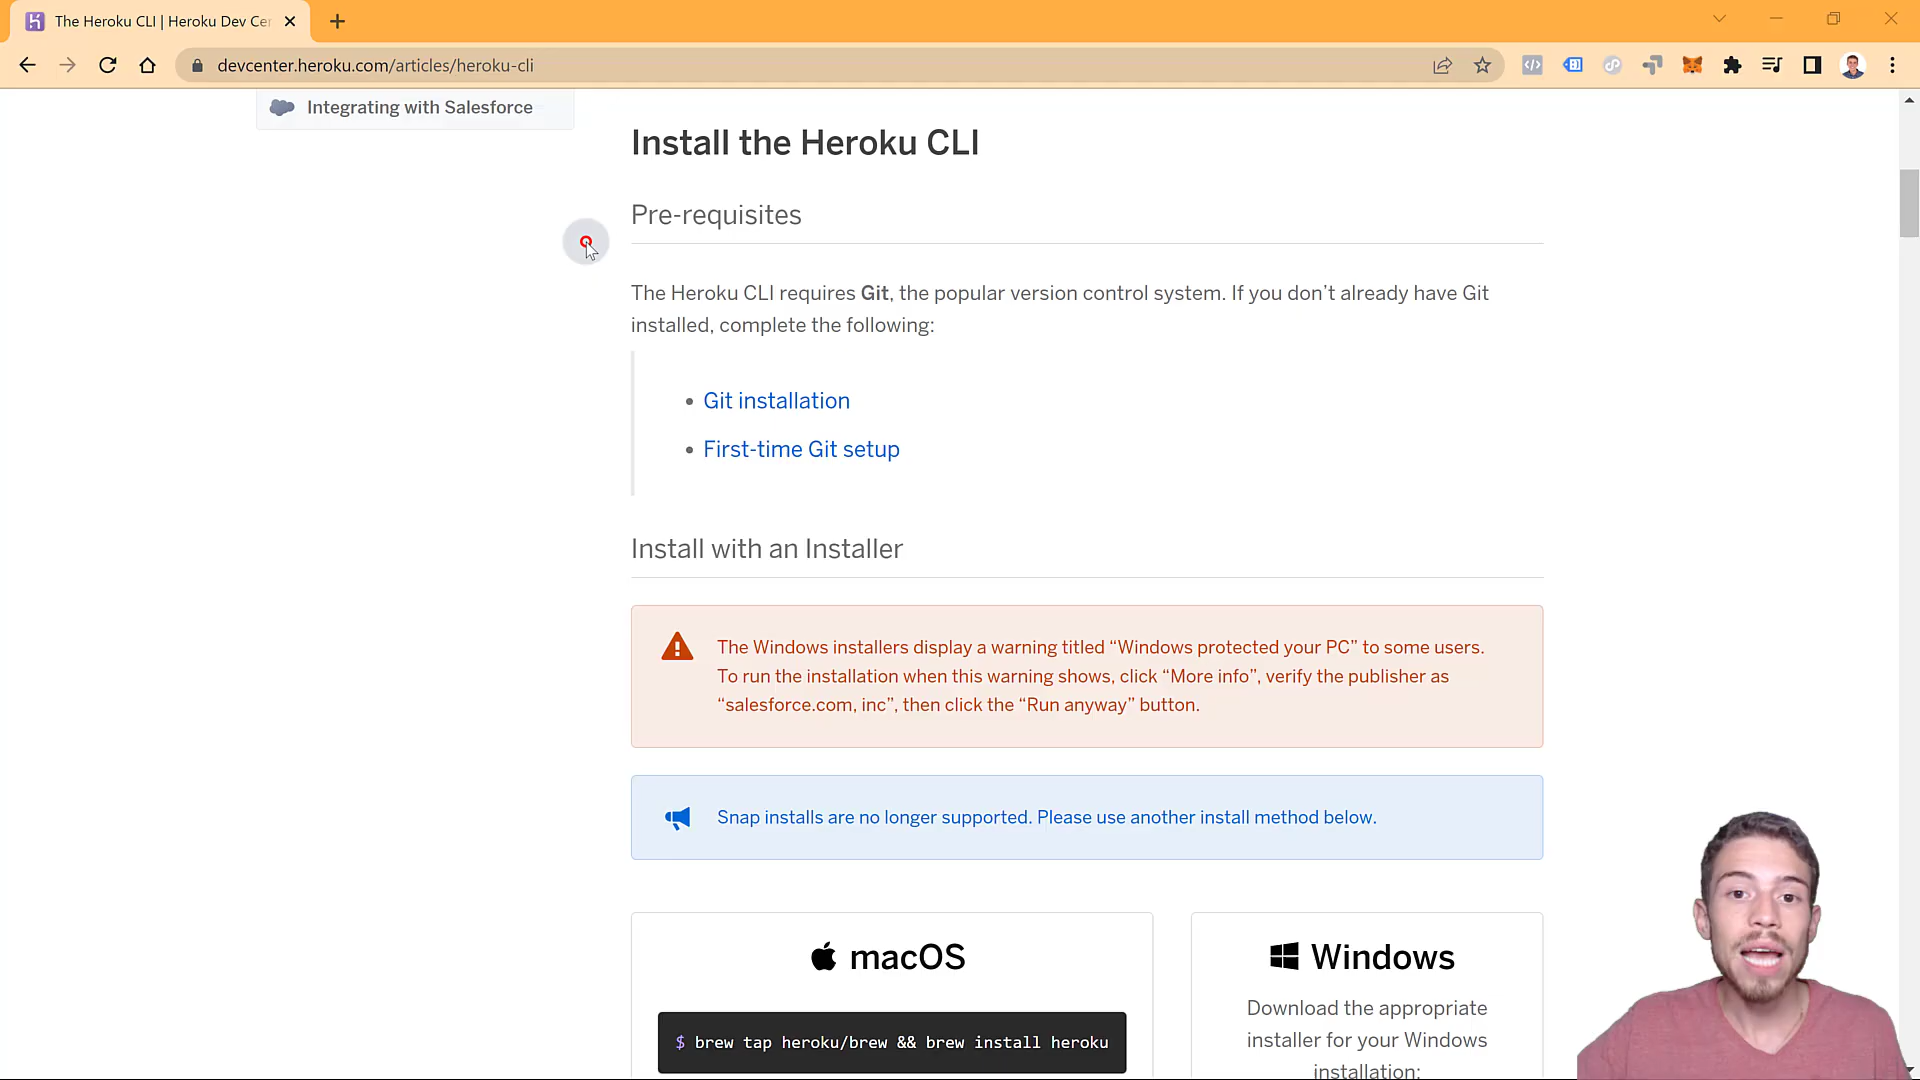 The Heroku CLI | Heroku Dev Cen
devcenter.heroku.com/articles/heroku-cli
Integrating with Salesforce
Install the Heroku CLI
Pre-requisites
The Heroku CLI requires Git, the popular version control system. If you don’t already have Git
installed, complete the following:
• Git installation
• First-time Git setup
Install with an Installer
The Windows installers display a warning titled “Windows protected your PC” to some users.
To run the installation when this warning shows, click “More info”, verify the publisher as
“salesforce.com, inc”, then click the “Run anyway” button.
Snap installs are no longer supported. Please use another install method below.
macOS
$ brew tap heroku/brew && brew install heroku
Windows
Download the appropriate
installer for your Windows
installation: